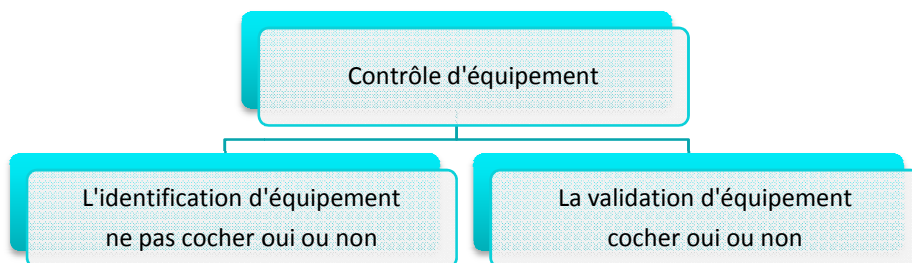 Contrôle d'équipement
L'identification d'équipement
ne pas cocher oui ou non
La validation d'équipement
cocher oui ou non